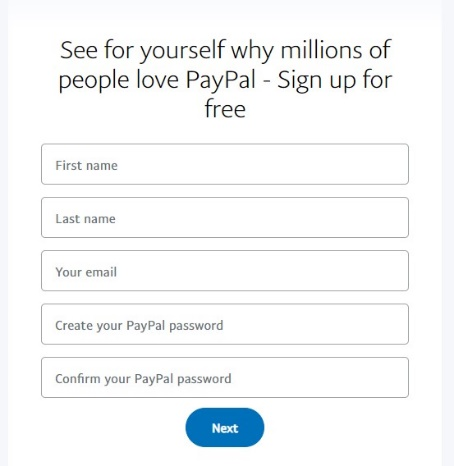 See for yourself why millions of
people love PayPal - Sign up for
free
First name
Last name
Your email
Create your PayPal password
Confirm your PayPal password
Next